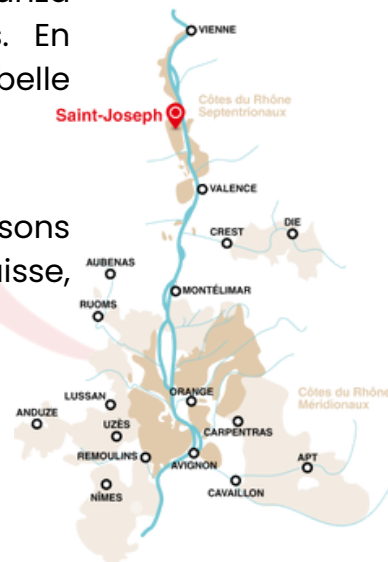 s. En
belle
sons
uisse,
VIENNE
Côtes du Rhône
Septentrionaux
Saint-Joseph
VALENCE
CREST
DIE
AUBENAS
MONTÉLIMAR
RUOMS
ORANGE
Côtes du Rhône
Méridionaux
LUSSAN
ANDUZE
UZÈS
CARPENTRAS
REMOULINS
AVIGNON
APT
NÎMES
CAVAILLON